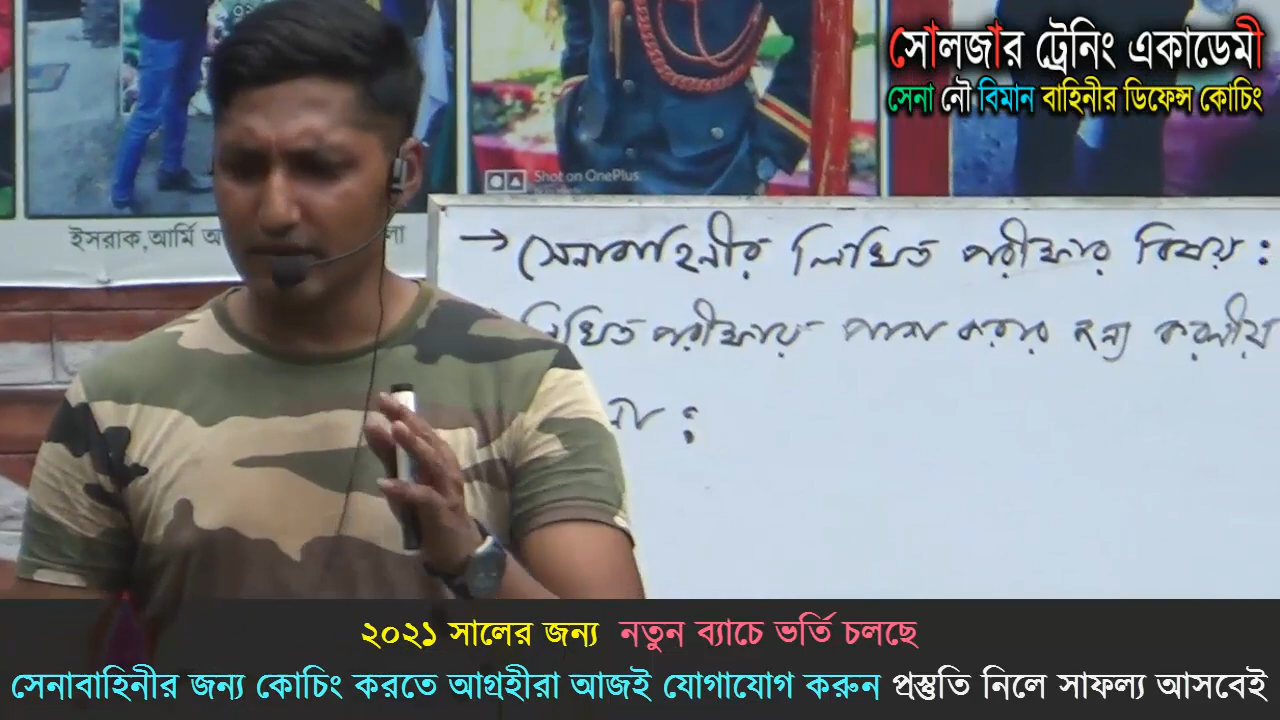 সোলজার ট্রেনিং একাডেমী
সেনা নৌ বিমান বাহিনীর ডিফেন্স কোচিং
Shot on OnePlus
ইসরাক,আর্মি অ
লা
→ সেনাবাহিনীর লিখিত পরীক্ষার বিষয় :
লিখিত পরীক্ষায় পাশ করার জন্য করণীয়
:
২০২১ সালের জন্য নতুন ব্যাচে ভর্তি চলছে
সেনাবাহিনীর জন্য কোচিং করতে আগ্রহীরা আজই যোগাযোগ করুন প্রস্তুতি নিলে সাফল্য আসবেই